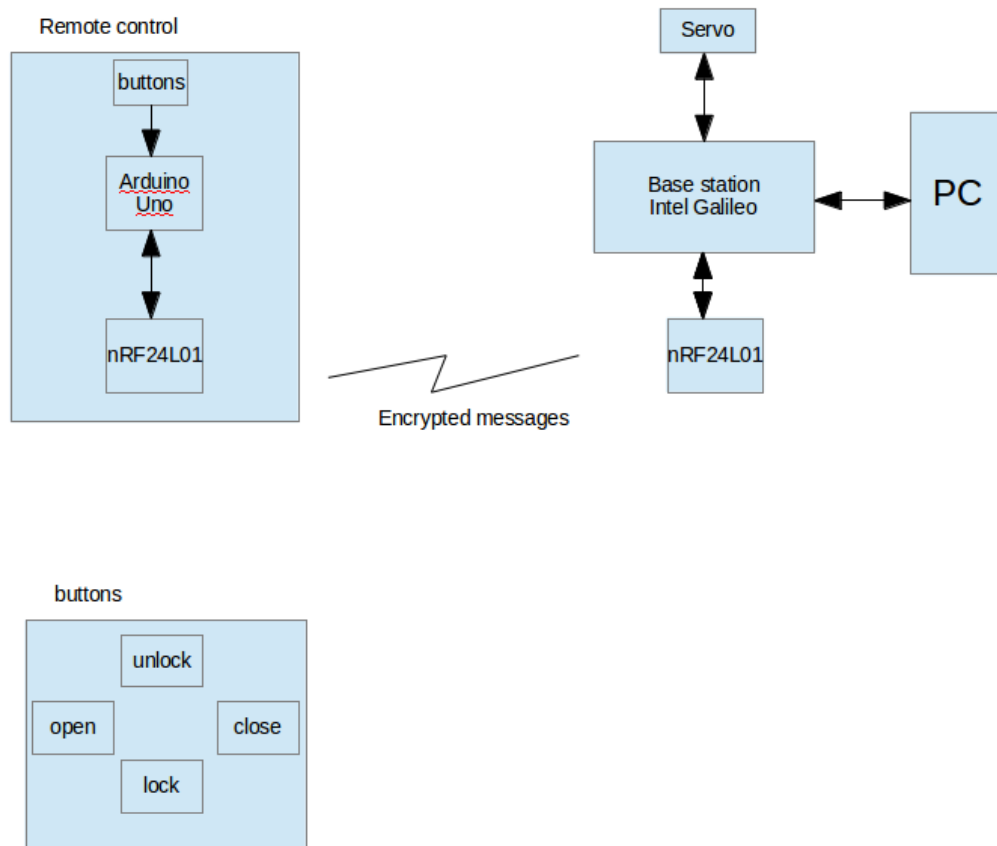 Remote control
buttons
Arduino
Uno
nRF24L01
Servo
Base station
Intel Galileo
PC
nRF24L01
Encrypted messages
buttons
unlock
open
close
lock